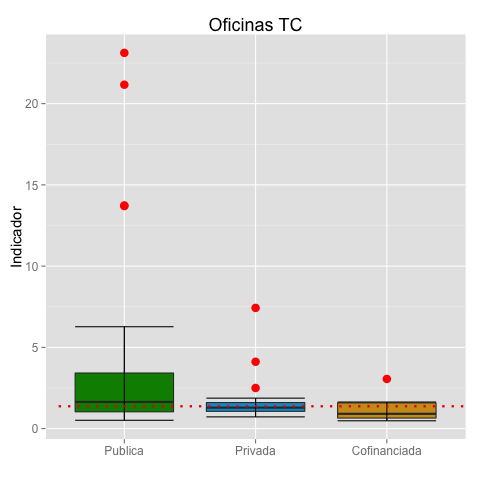 Oficinas TC
Indicador
20
15
10
5
0
Publica
Privada
Cofinanciada